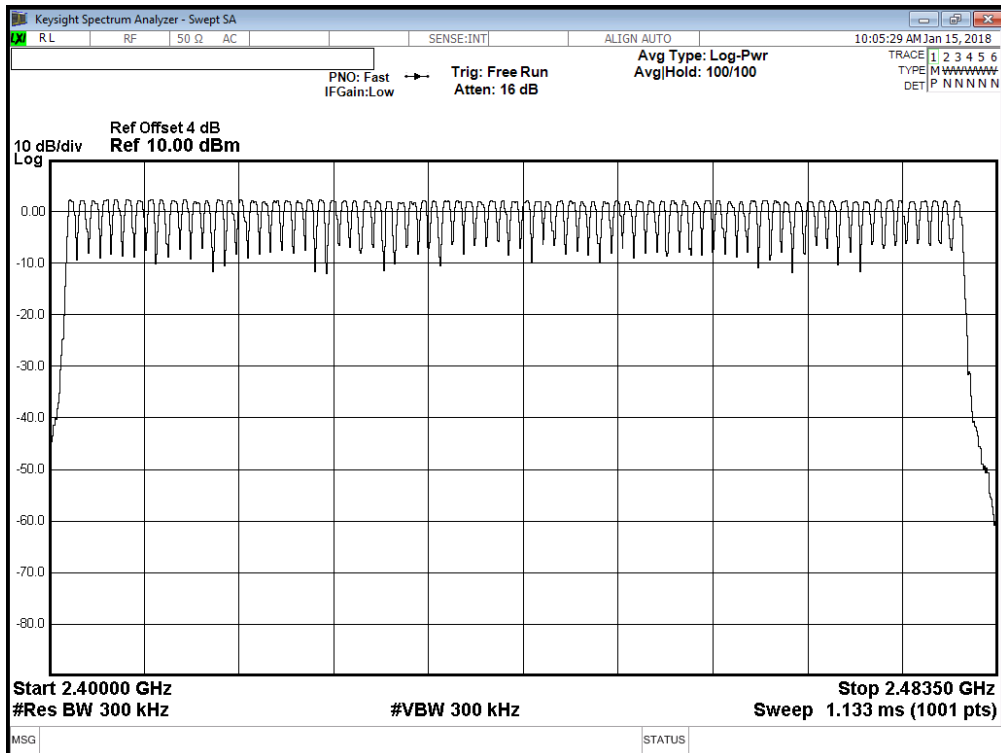 Keysight Spectrum Analyzer - Swept SA
LXI RL RF 50 Ω AC SENSE:INT ALIGN AUTO 10:05:29 AM Jan 15, 2018
PNO: Fast Trig: Free Run Avg Type: Log-Pwr TRACE 1 2 3 4 5 6
IFGain:Low Atten: 16 dB Avg|Hold: 100/100 TYPE M WWWWW
DET P N N N N N
Ref Offset 4 dB
10 dB/div Ref 10.00 dBm
Log
0.00
-10.0
-20.0
-30.0
-40.0
-50.0
-60.0
-70.0
-80.0
Start 2.40000 GHz Stop 2.48350 GHz
#Res BW 300 kHz #VBW 300 kHz Sweep 1.133 ms (1001 pts)
MSG STATUS